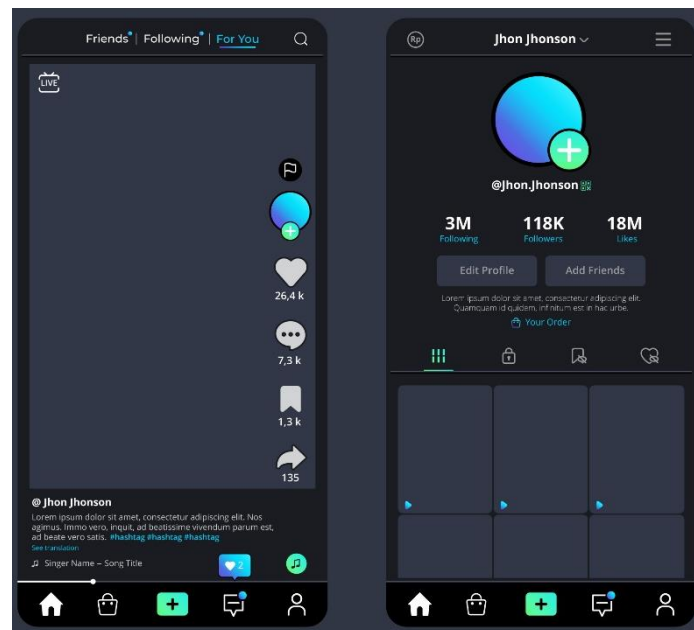 Friends | Following | For You
LIVE
26,4 k
7,3 k
1,3 k
135
@ Jhon Jhonson
Lorem ipsum dolor sit amet, consectetur adipiscing elit. Nos
agimus. Immo vero, inquit, ad beatissime vivendum parum est,
ad beate vero satis. #hashtag #hashtag #hashtag
See translation
Singer Name – Song Title
2
Rp
Jhon Jhonson
@Jhon.Jhonson
3M
Following
118K
Followers
18M
Likes
Edit Profile
Add Friends
Lorem ipsum dolor sit amet, consectetur adipiscing elit.
Quamquam id quidem, infinitum est in hac urbe.
Your Order